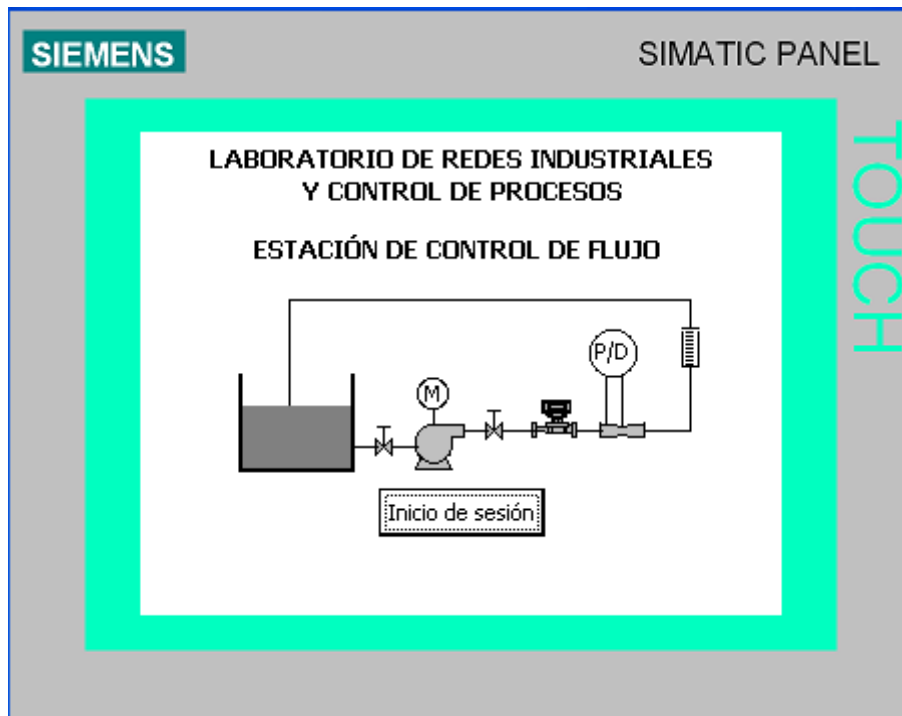 SIEMENS
SIMATIC PANEL
TOUCH
LABORATORIO DE REDES INDUSTRIALES
Y CONTROL DE PROCESOS
ESTACIÓN DE CONTROL DE FLUJO
P/D
M
Inicio de sesión